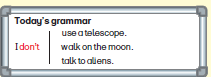 Today's grammar
use a telescope.
I don't walk on the moon.
talk to aliens.